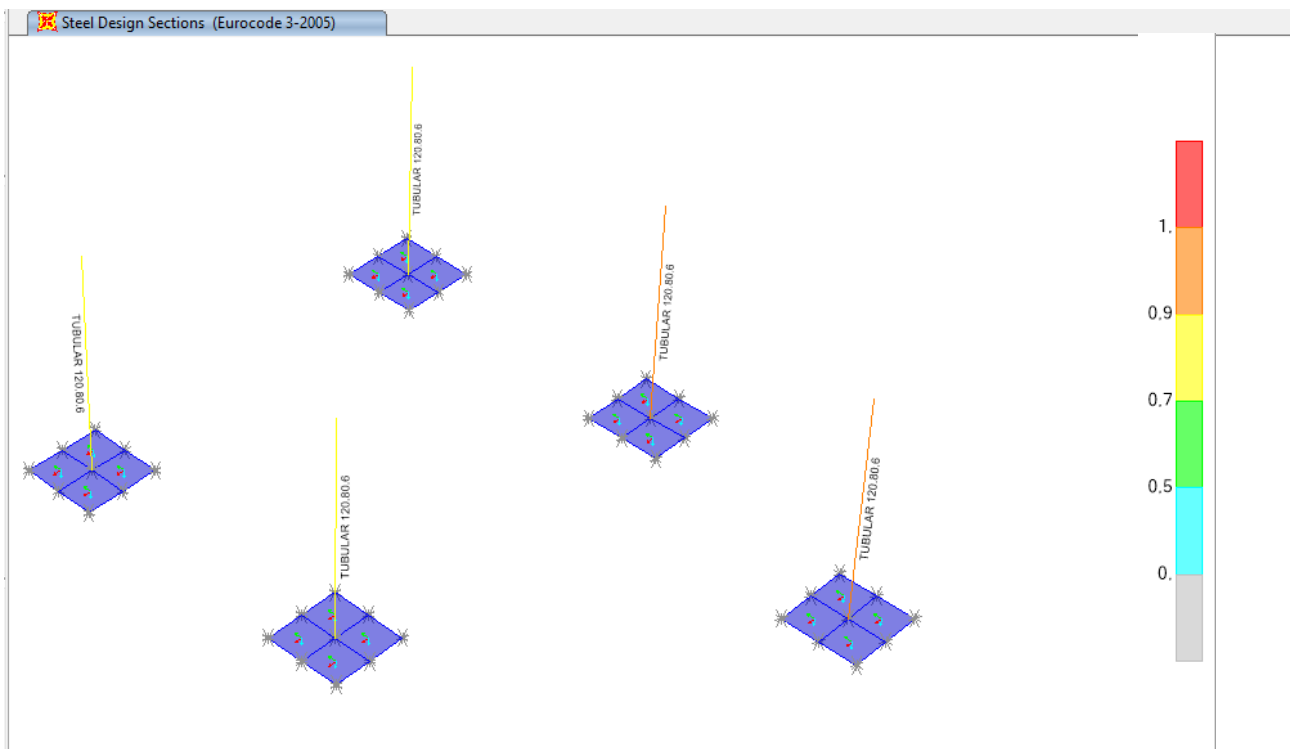 Steel Design Sections (Eurocode 3-2005)
TUBULAR 120.80.6
TUBULAR 120.80.6
TUBULAR 120.80.6
TUBULAR 120.80.6
TUBULAR 120.80.6
1,
0,9
0,7
0,5
0,